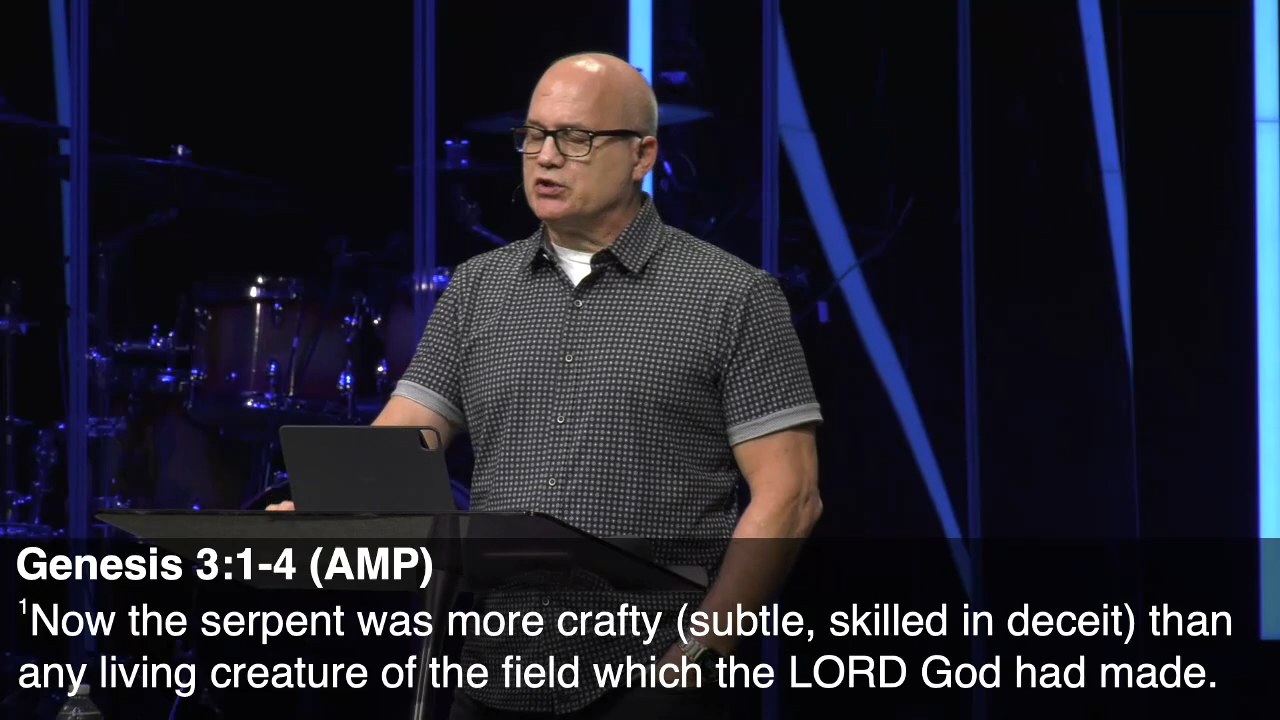 Genesis 3:1-4 (AMP)
¹Now the serpent was more crafty (subtle, skilled in deceit) than
any living creature of the field which the LORD God had made.